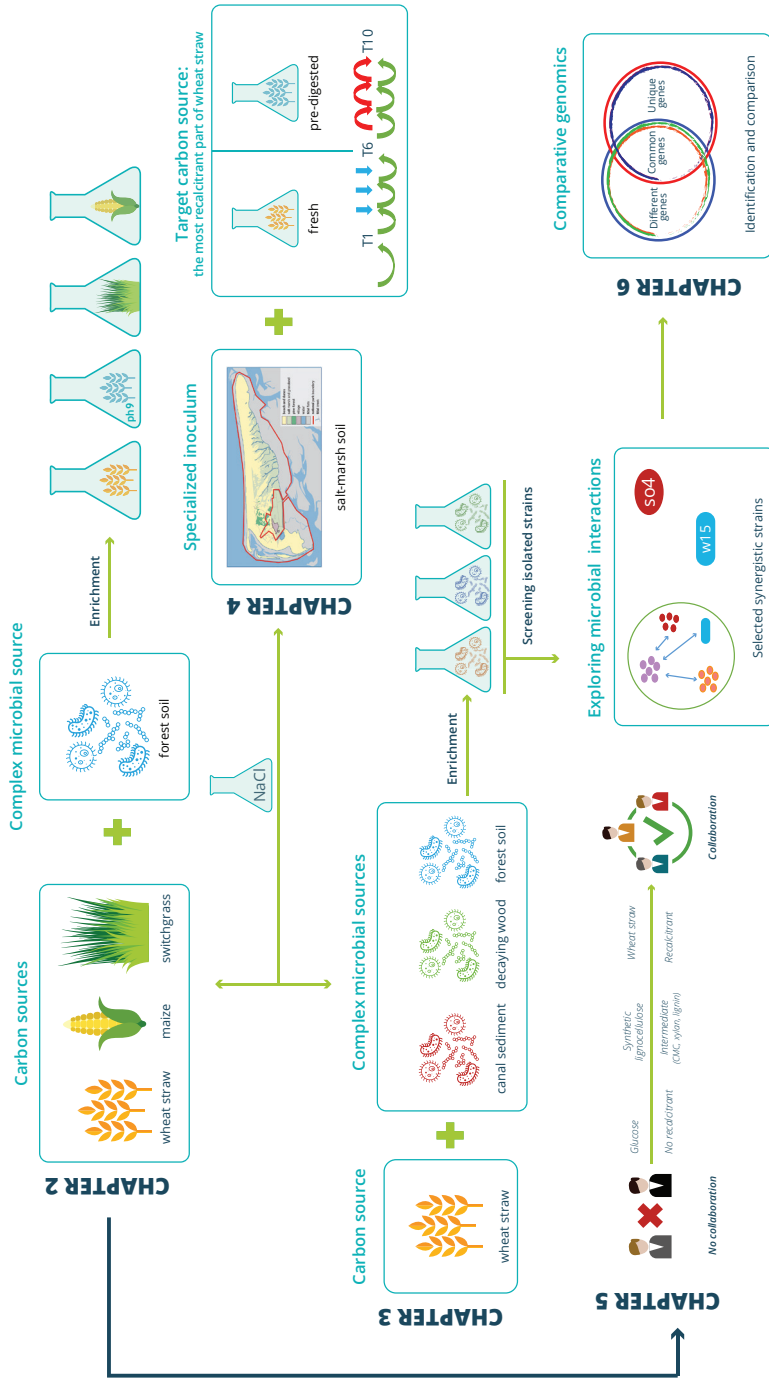 CHAPTER 2
Carbon sources
wheat straw
maize
switchgrass
Complex microbial source
forest soil
Enrichment
ph9
CHAPTER 3
Carbon source
wheat straw
Complex microbial sources
canal sediment
decaying wood
forest soil
Enrichment
Screening isolated strains
NaCl
CHAPTER 4
Specialized inoculum
salt-marsh soil
Target carbon source:
the most recalcitrant part of wheat straw
fresh
pre-digested
T1
T6
T10
CHAPTER 5
No collaboration
Glucose
No recalcitrant
Synthetic
lignocellulose
Intermediate
(CMC, xylan, lignin)
Wheat straw
Recalcitrant
Collaboration
Exploring microbial interactions
so4
w15
Selected synergistic strains
CHAPTER 6
Comparative genomics
Different
genes
Common
genes
Unique
genes
Identification and comparison